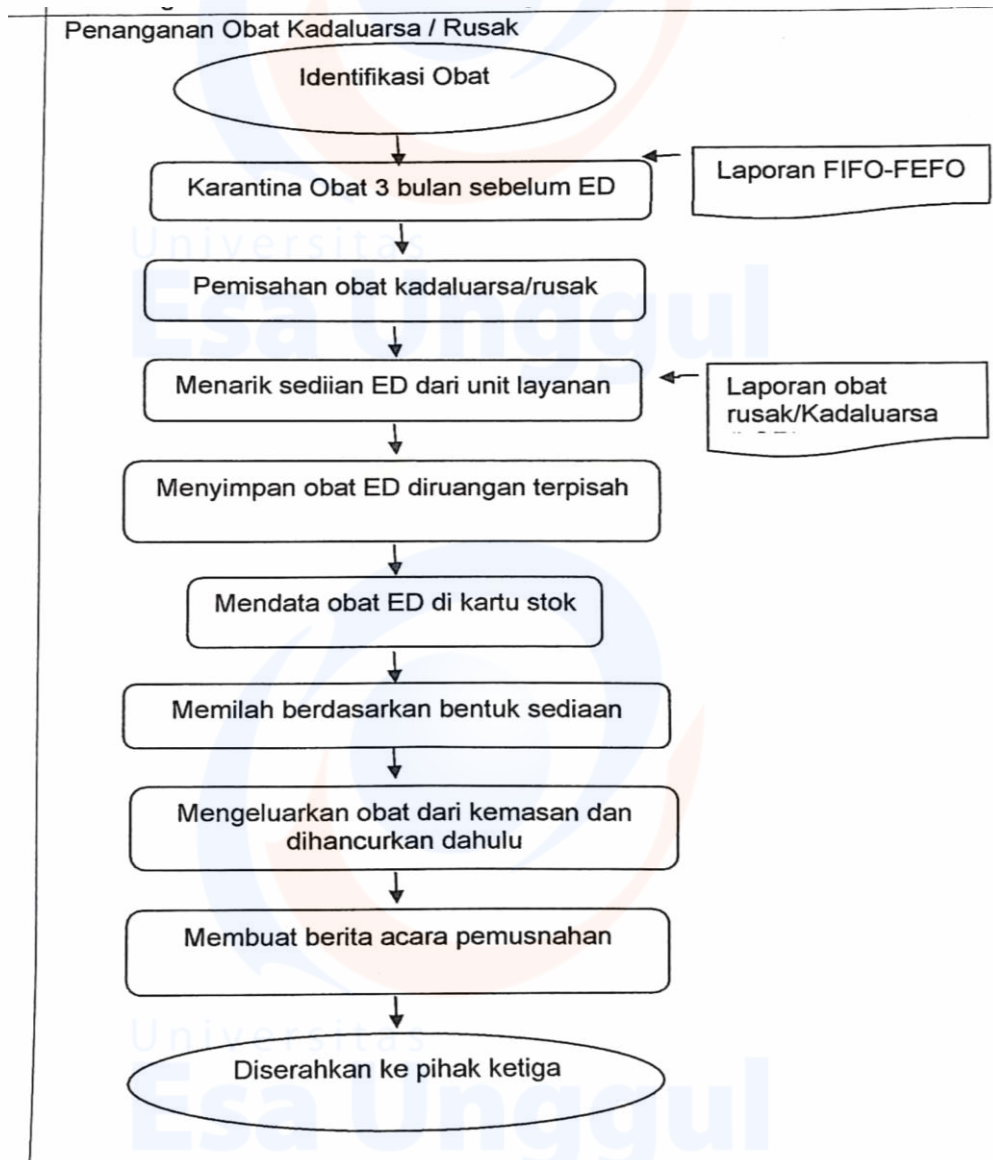 Penanganan Obat Kadaluarsa / Rusak
Identifikasi Obat
Karantina Obat 3 bulan sebelum ED
Laporan FIFO-FEFO
Universitas
Esa Unggul
Pemisahan obat kadaluarsa/rusak
Menarik sediian ED dari unit layanan
Laporan obat
rusak/Kadaluarsa
Menyimpan obat ED diruangan terpisah
Mendata obat ED di kartu stok
Memilah berdasarkan bentuk sediaan
Mengeluarkan obat dari kemasan dan
dihancurkan dahulu
Membuat berita acara pemusnahan
Universitas
Diserahkan ke pihak ketiga
Esa Unggul